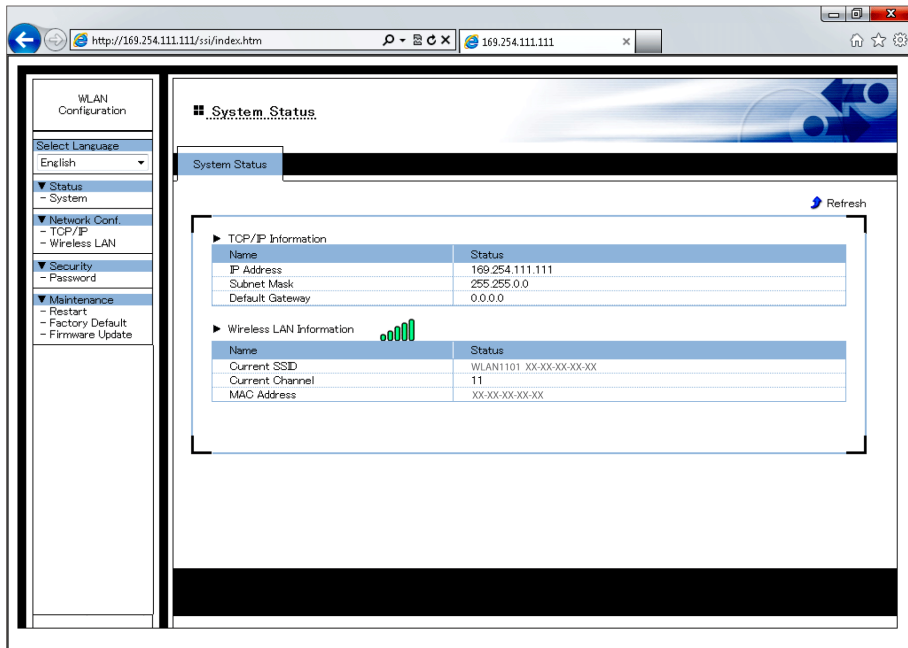 http://169.254.111.111/ssi/index.htm
169.254.111.111
WLAN
Configuration
Select Language
English
▼ Status
- System
▼ Network Conf.
- TCP/IP
- Wireless LAN
▼ Security
- Password
▼ Maintenance
- Restart
- Factory Default
- Firmware Update
System Status
System Status
Refresh
► TCP/IP Information
Name Status
IP Address 169.254.111.111
Subnet Mask 255.255.0.0
Default Gateway 0.0.0.0
► Wireless LAN Information
Name Status
Current SSID WLAN1101 XX-XX-XX-XX-XX
Current Channel 11
MAC Address XX-XX-XX-XX-XX